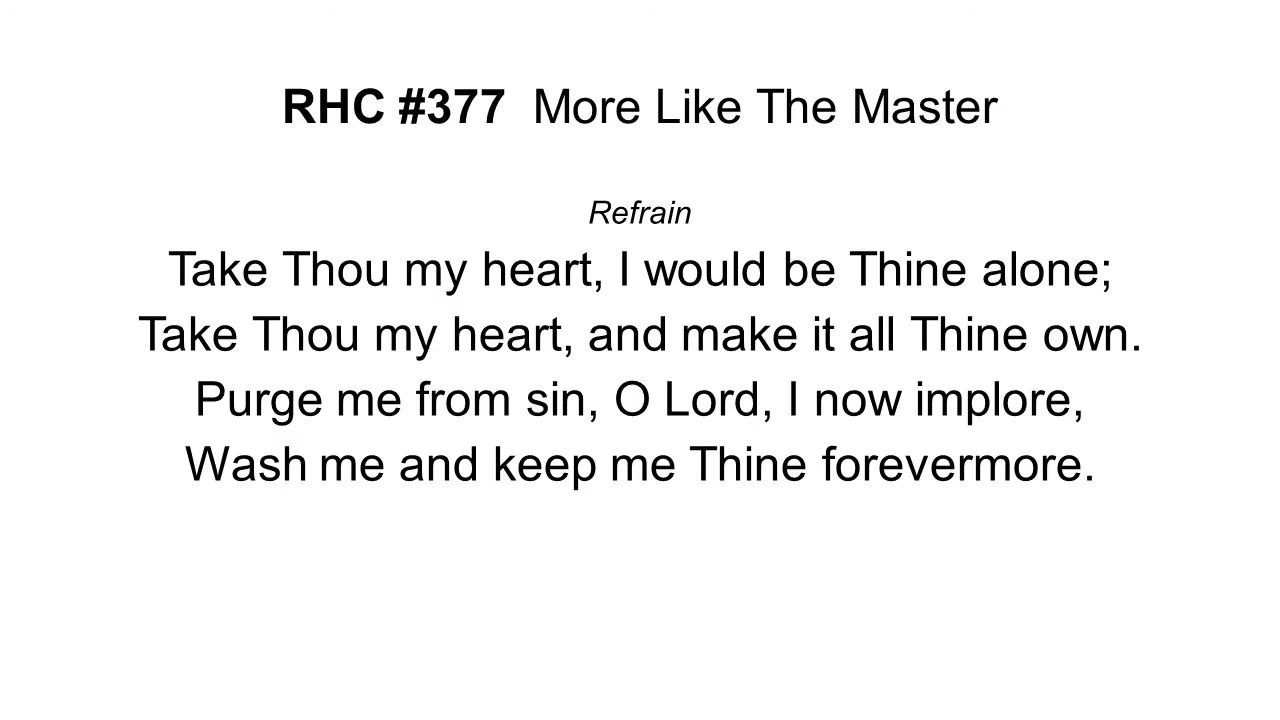 RHC #377 More Like The Master
Refrain
Take Thou my heart, I would be Thine alone;
Take Thou my heart, and make it all Thine own.
Purge me from sin, O Lord, I now implore,
Wash me and keep me Thine forevermore.